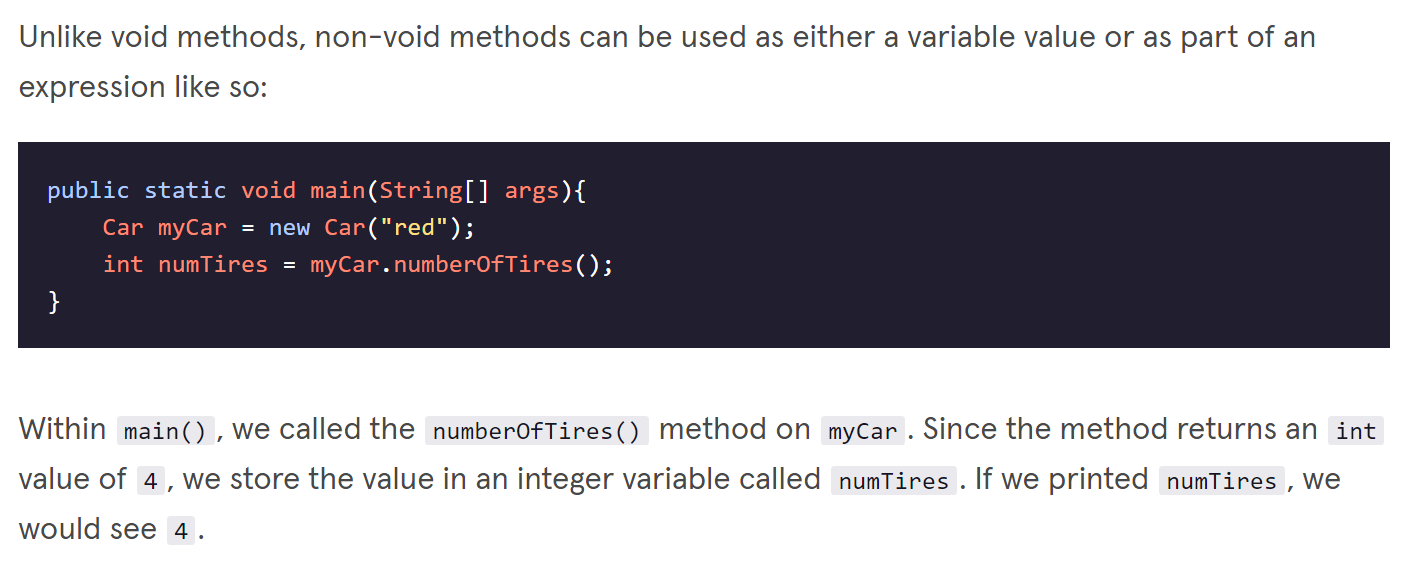 Unlike void methods, non-void methods can be used as either a variable value or as part of an
expression like so:
public static void main(String[] args){
    Car myCar = new Car("red");
    int numTires = myCar.numberOfTires();
}
Within main(), we called the numberOfTires() method on myCar. Since the method returns an int
value of 4, we store the value in an integer variable called numTires. If we printed numTires, we
would see 4.